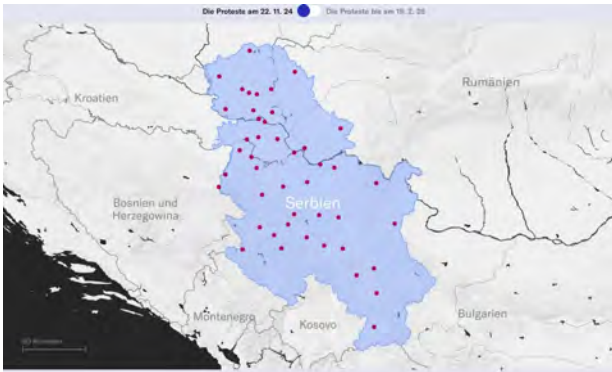 Die Proteste am 22. 11. 24
Die Proteste bis am 19. 2. 25
Kroatien
Rumänien
Bosnien und
Herzegowina
Serbien
Montenegro
Kosovo
Bulgarien